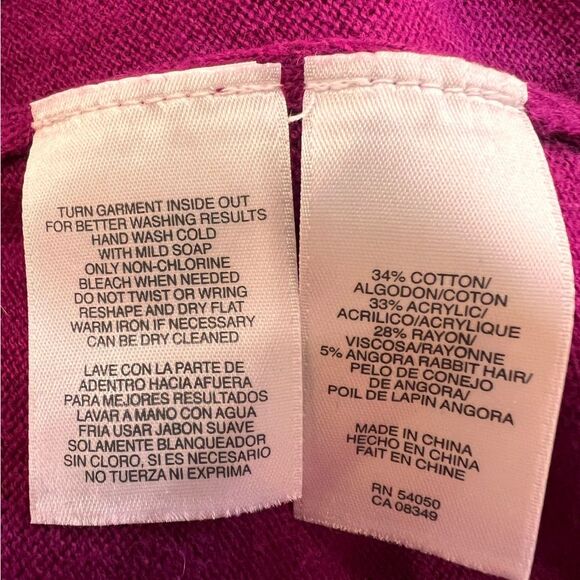 TURN GARMENT INSIDE OUT
FOR BETTER WASHING RESULTS
HAND WASH COLD
WITH MILD SOAP
ONLY NON-CHLORINE
BLEACH WHEN NEEDED
DO NOT TWIST OR WRING
RESHAPE AND DRY FLAT
WARM IRON IF NECESSARY
CAN BE DRY CLEANED
LAVE CON LA PARTE DE
ADENTRO HACIA AFUERA
PARA MEJORES RESULTADOS
LAVAR A MANO CON AGUA
FRIA USAR JABON SUAVE
SOLAMENTE BLANQUEADOR
SIN CLORO, SI ES NECESARIO
NO TUERZA NI EXPRIMA
34% COTTON/
ALGODON/COTON
33% ACRYLIC/
ACRILICO/ACRYLIQUE
28% RAYON/
VISCOSA/RAYONNE
5% ANGORA RABBIT HAIR/
PELO DE CONEJO
DE ANGORA/
POIL DE LAPIN ANGORA
MADE IN CHINA
HECHO EN CHINA
FAIT EN CHINE
RN 54050
CA 08349